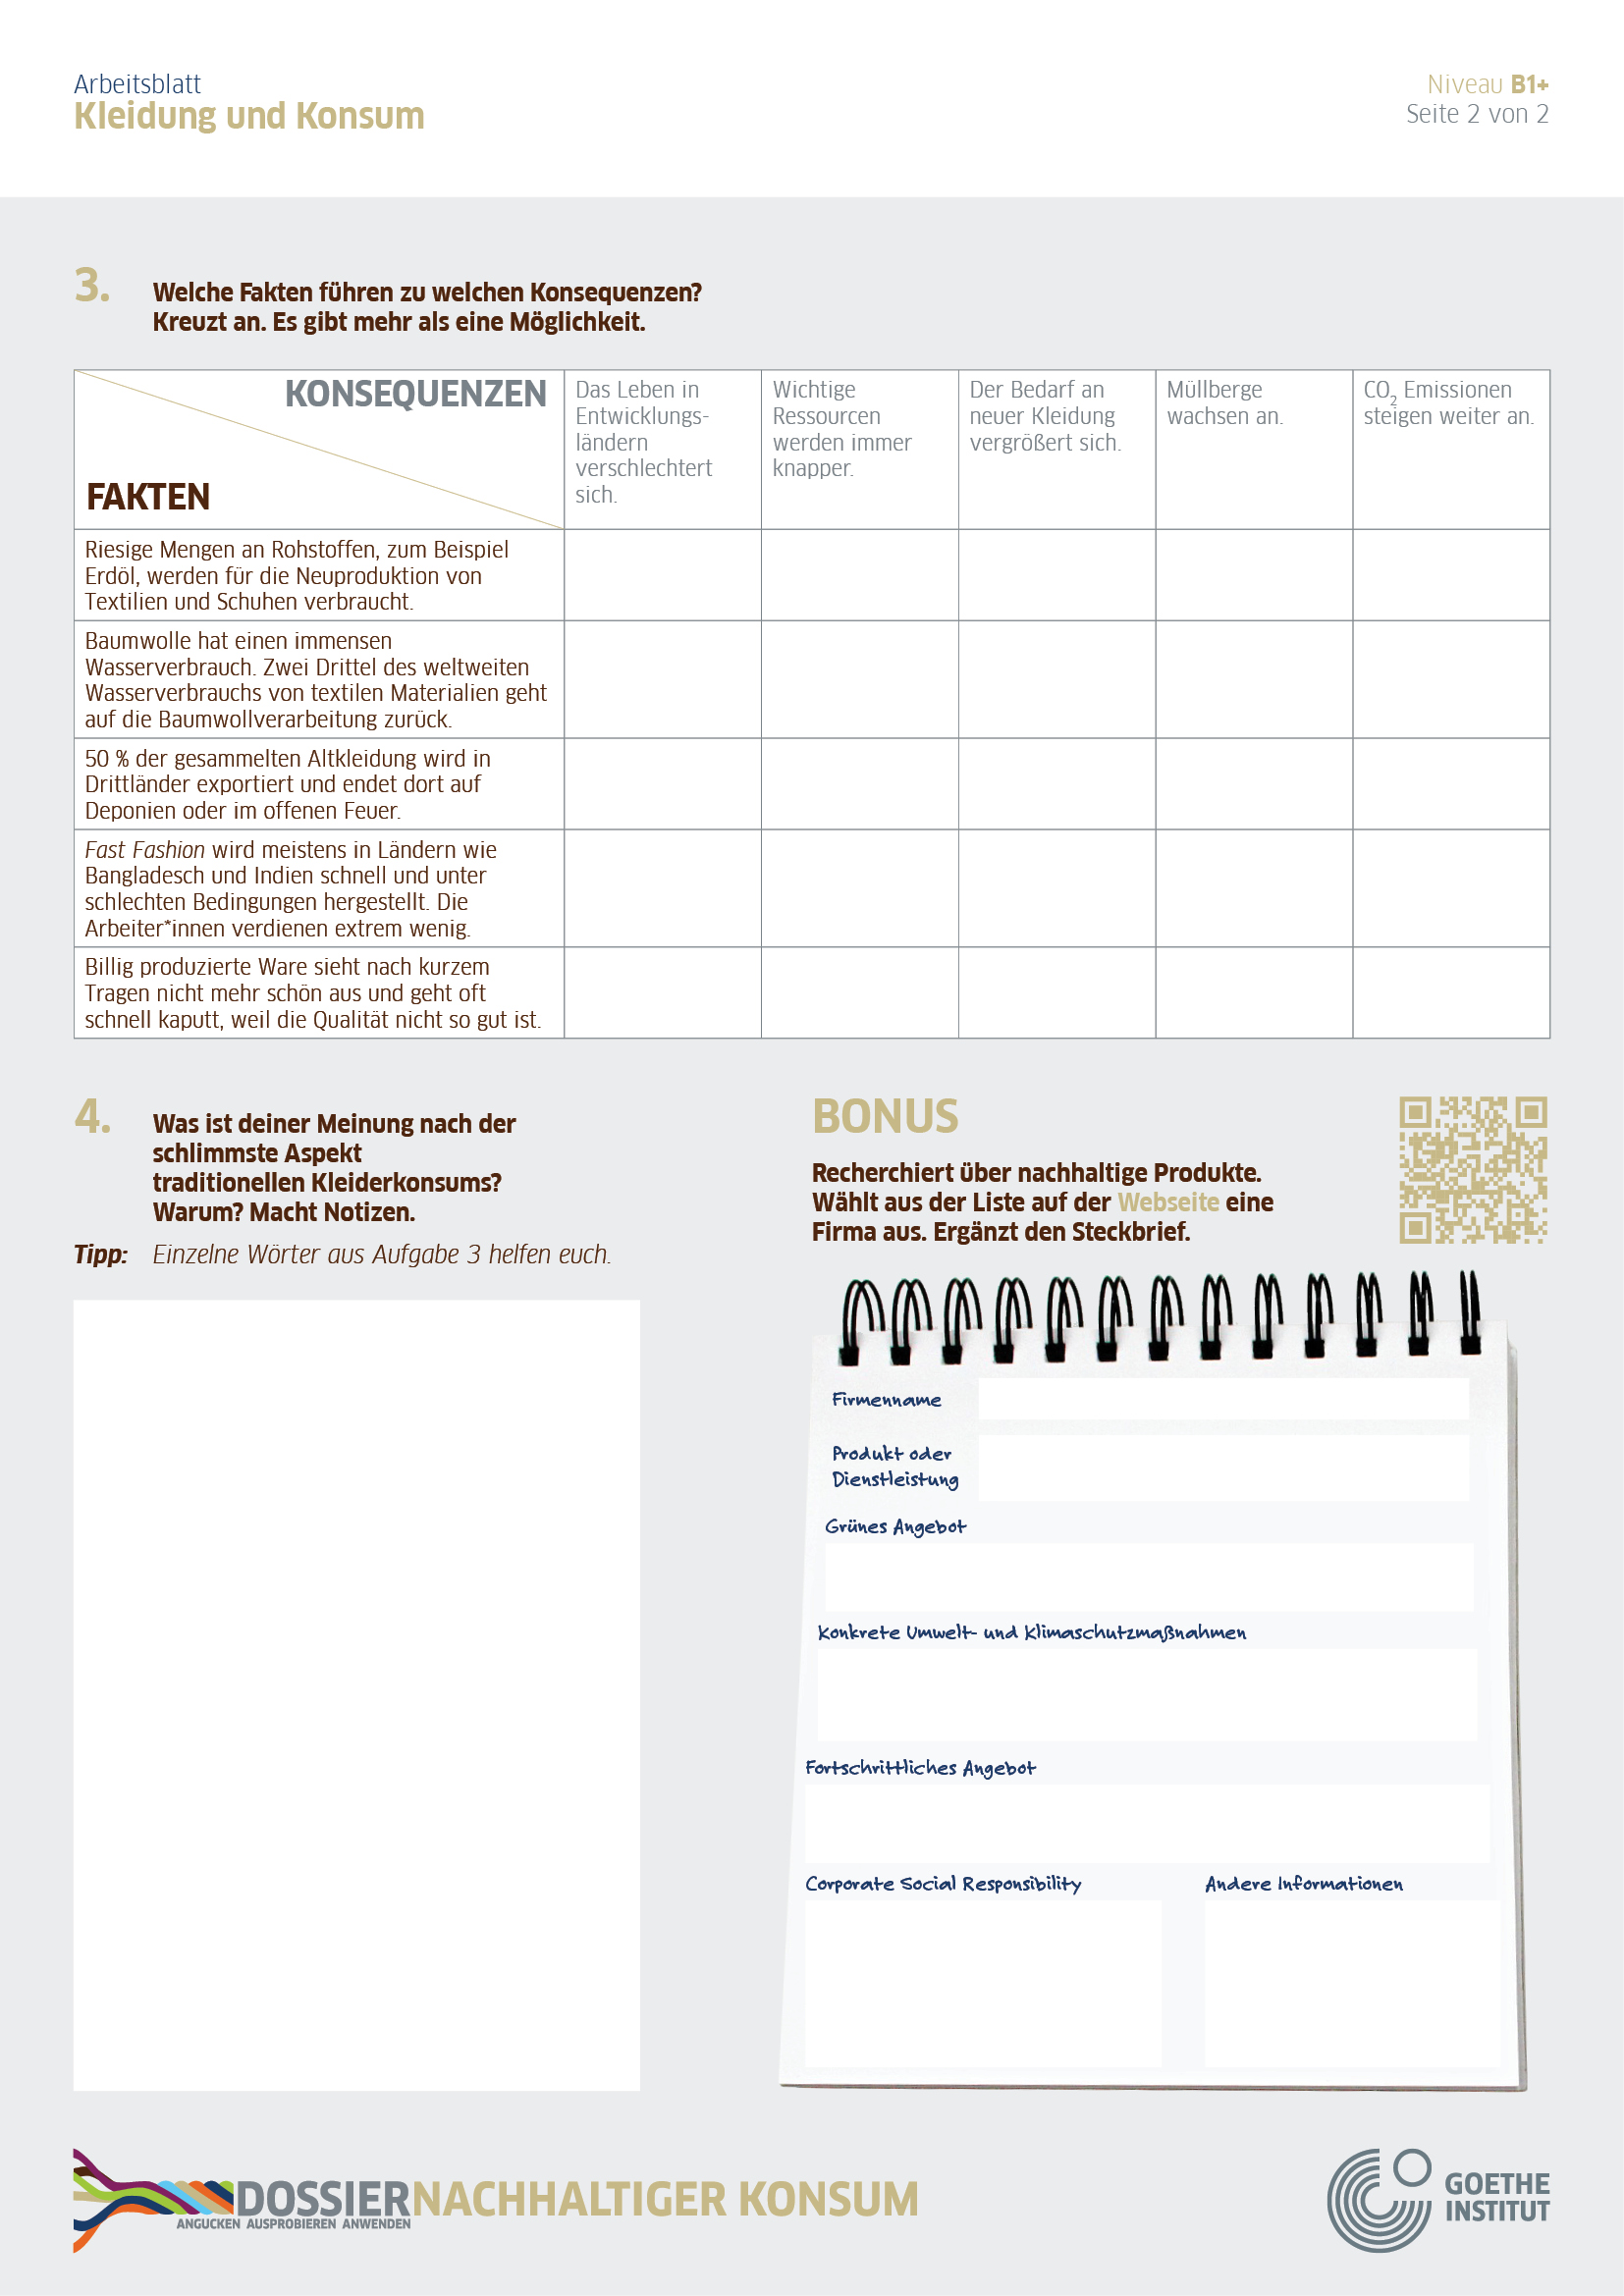 Arbeitsblatt
Kleidung und Konsum
Niveau B1+
Seite 2 von 2
3.
Welche Fakten führen zu welchen Konsequenzen?
Kreuzt an. Es gibt mehr als eine Möglichkeit.
KONSEQUENZEN
FAKTEN
Das Leben in
Entwicklungs-
ländern
verschlechtert
sich.
Wichtige
Ressourcen
werden immer
knapper.
Der Bedarf an
neuer Kleidung
vergrößert sich.
Müllberge
wachsen an.
CO2 Emissionen
steigen weiter an.
Riesige Mengen an Rohstoffen, zum Beispiel
Erdöl, werden für die Neuproduktion von
Textilien und Schuhen verbraucht.
Baumwolle hat einen immensen
Wasserverbrauch. Zwei Drittel des weltweiten
Wasserverbrauchs von textilen Materialien geht
auf die Baumwollverarbeitung zurück.
50 % der gesammelten Altkleidung wird in
Drittländer exportiert und endet dort auf
Deponien oder im offenen Feuer.
Fast Fashion wird meistens in Ländern wie
Bangladesch und Indien schnell und unter
schlechten Bedingungen hergestellt. Die
Arbeiter*innen verdienen extrem wenig.
Billig produzierte Ware sieht nach kurzem
Tragen nicht mehr schön aus und geht oft
schnell kaputt, weil die Qualität nicht so gut ist.
4.
Was ist deiner Meinung nach der
schlimmste Aspekt
traditionellen Kleiderkonsums?
Warum? Macht Notizen.
Tipp: Einzelne Wörter aus Aufgabe 3 helfen euch.
BONUS
Recherchiert über nachhaltige Produkte.
Wählt aus der Liste auf der Webseite eine
Firma aus. Ergänzt den Steckbrief.
Firmenname
Produkt oder
Dienstleistung
Grünes Angebot
Konkrete Umwelt- und Klimaschutzmaßnahmen
Fortschrittliches Angebot
Corporate Social Responsibility
Andere Informationen
DOSSIERNACHHALTIGER KONSUM
ANGUCKEN AUSPROBIEREN ANWENDEN
GOETHE
INSTITUT